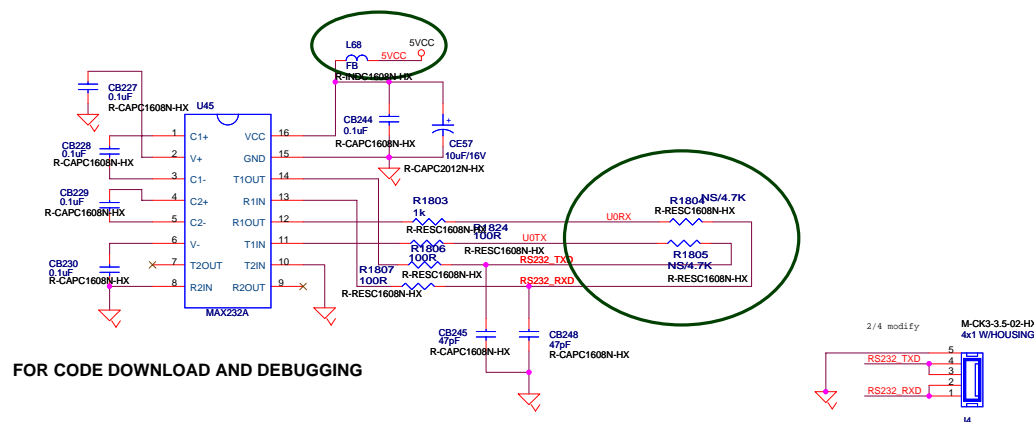 L68
5VCC
5VCC
FB
R-INDC1608N-HX
CB227
0.1uF
R-CAPC1608N-HX
U45
CB244
0.1uF
R-CAPC1608N-HX
CE57
10uF/16V
R-CAPC2012N-HX
CB228
0.1uF
R-CAPC1608N-HX
CB229
0.1uF
R-CAPC1608N-HX
CB230
0.1uF
R-CAPC1608N-HX
1 C1+ VCC 16
2 V+ GND 15
3 C1- T1OUT 14
4 C2+ R1IN 13
5 C2- R1OUT 12
6 V- T1IN 11
7 T2OUT T2IN 10
8 R2IN R2OUT 9
MAX232A
R1803
1k
R-RESC1608N-HX
R1824
100R
R-RESC1608N-HX
R1806
100R
R-RESC1608N-HX
R1807
100R
R-RESC1608N-HX
U0RX
U0TX
RS232_TXD
RS232_RXD
NS/4.7K
R1804
R-RESC1608N-HX
R1805
NS/4.7K
R-RESC1608N-HX
CB245
47pF
R-CAPC1608N-HX
CB248
47pF
R-CAPC1608N-HX
FOR CODE DOWNLOAD AND DEBUGGING
2/4 modify
M-CK3-3.5-02-HX
4x1 W/HOUSING
5
RS232_TXD 4
3
2
RS232_RXD 1
J4